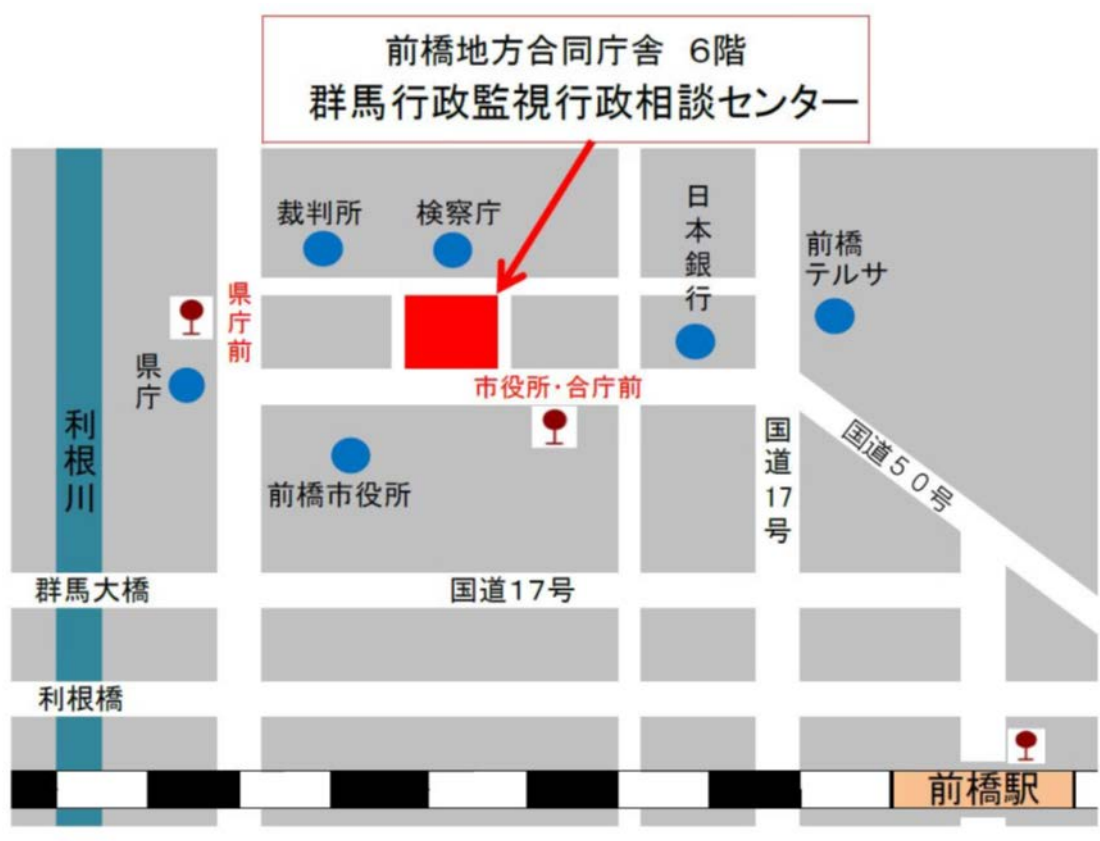 前橋地方合同庁舎　6階
群馬行政監視行政相談センター
裁判所
検察庁
日本銀行
前橋
テルサ
県庁前
県庁
市役所・合庁前
利根川
前橋市役所
国道17号
国道50号
群馬大橋
国道17号
利根橋
前橋駅